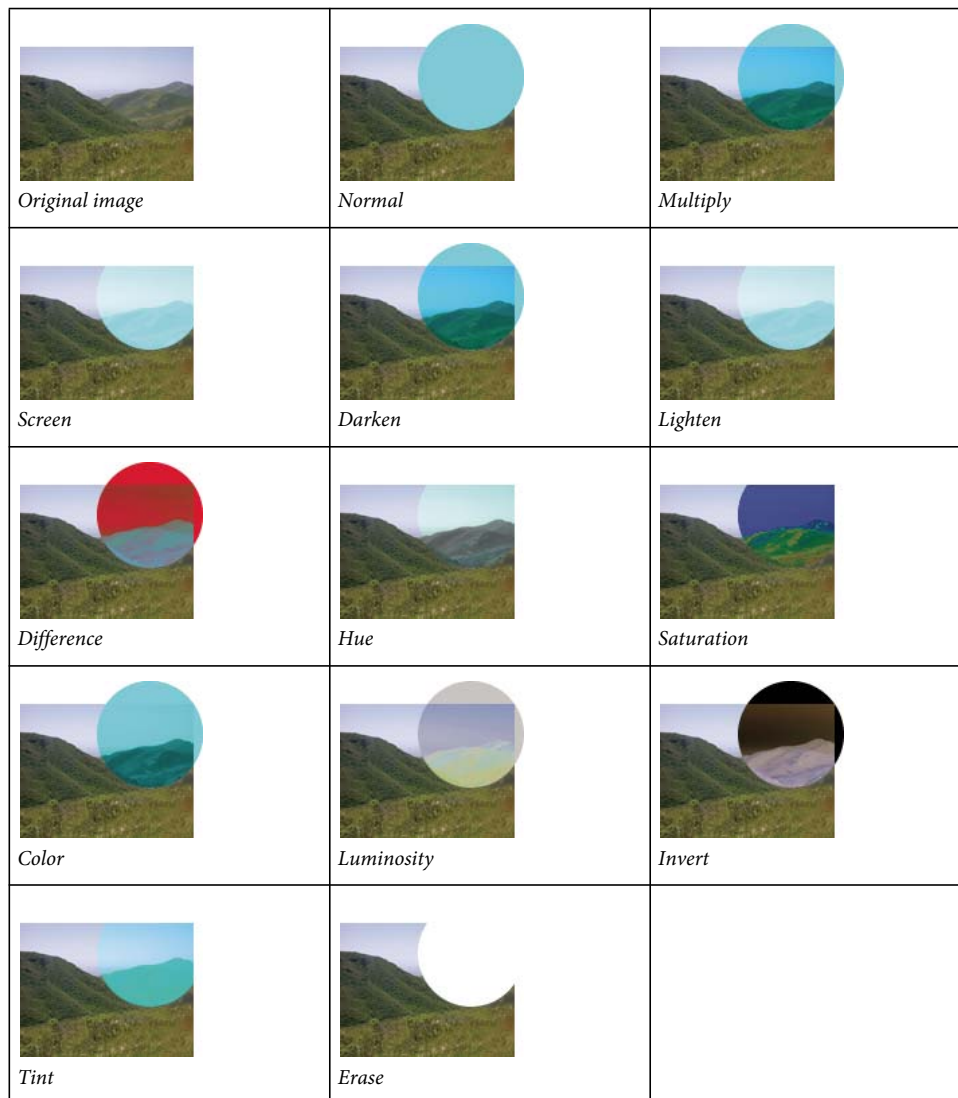 Original image
Normal
Multiply
Screen
Darken
Lighten
Difference
Hue
Saturation
Color
Luminosity
Invert
Tint
Erase